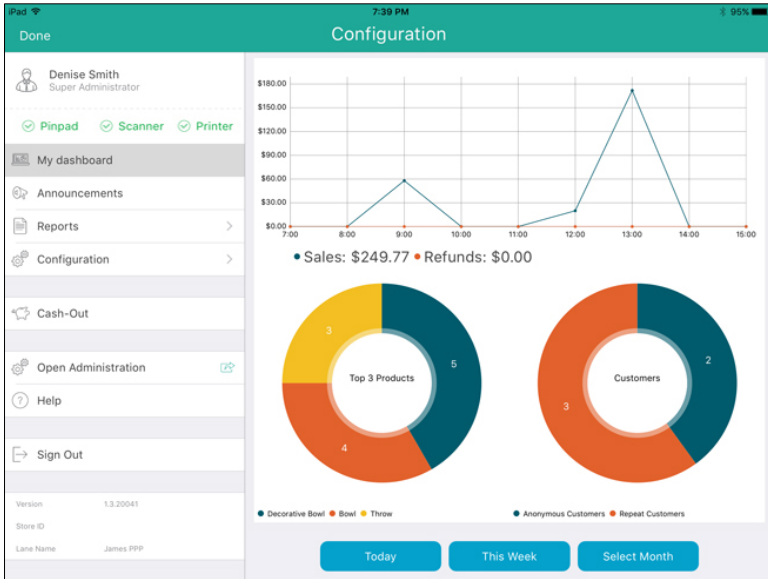 iPad 7:39 PM 95%
Done Configuration
Denise Smith
Super Administrator
Pinpad Scanner Printer
My dashboard
Announcements
Reports
Configuration
Cash-Out
Open Administration
? Help
Sign Out
Version 1.3.20041
Store ID
Lane Name James PPP
$180.00
$150.00
$120.00
$90.00
$60.00
$30.00
$0.00
7:00 8:00 9:00 10:00 11:00 12:00 13:00 14:00 15:00
Sales: $249.77 Refunds: $0.00
3
5
4
Top 3 Products
2
3
Customers
Decorative Bowl Bowl Throw
Anonymous Customers Repeat Customers
Today This Week Select Month